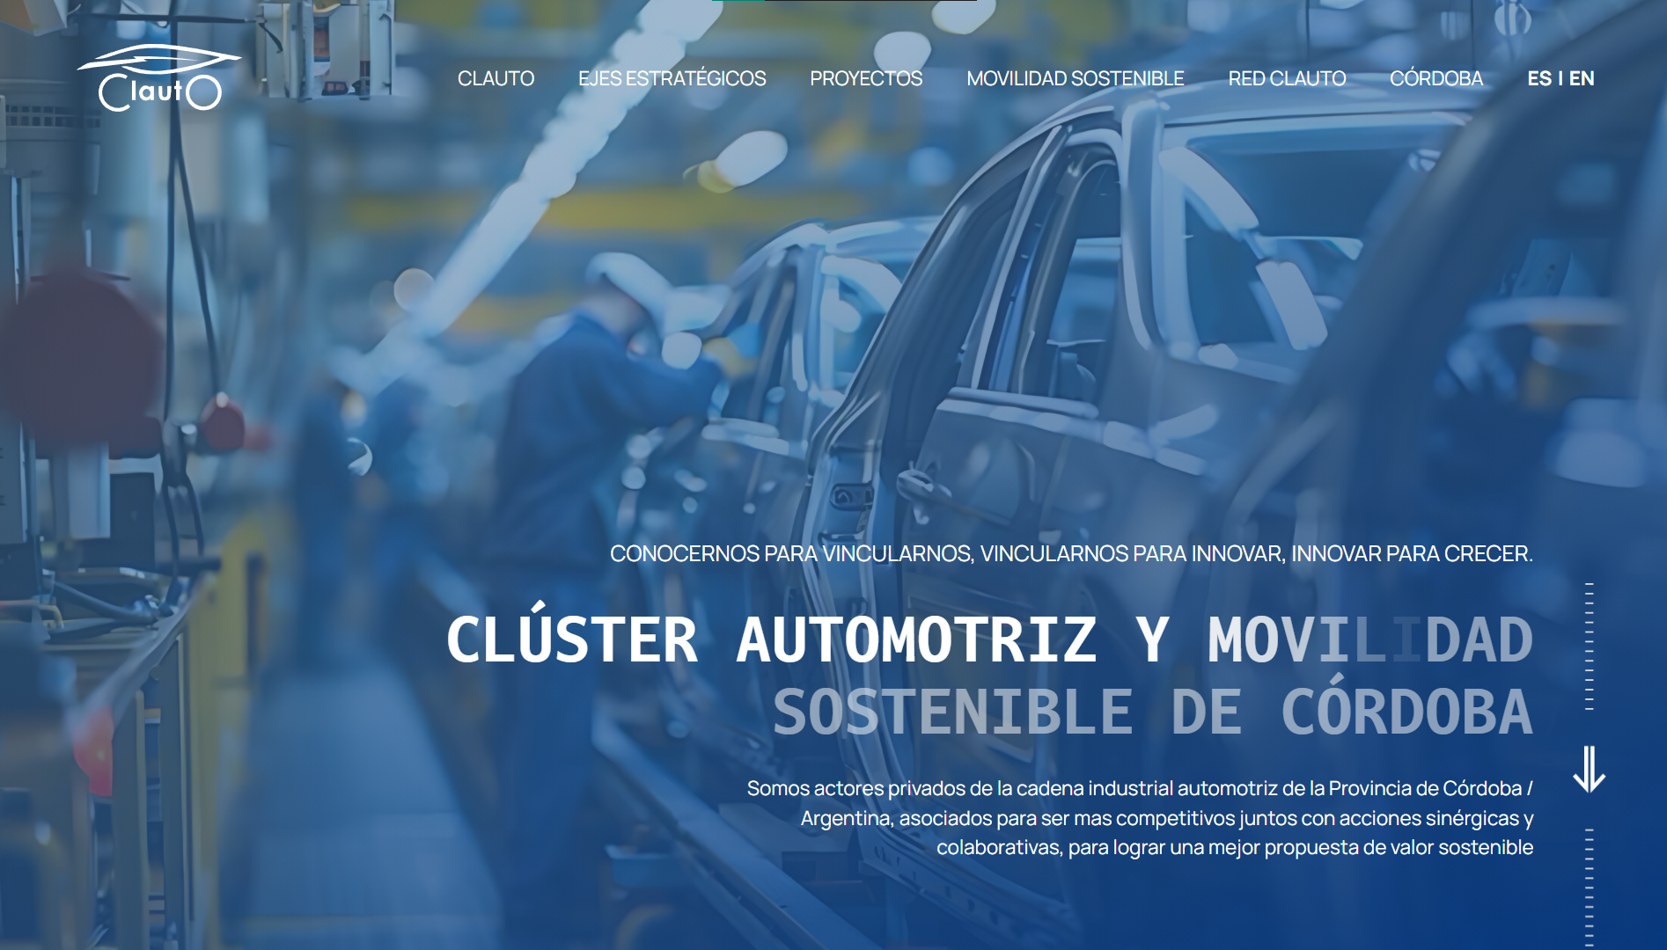 ClautO
CLAUTO EJES ESTRATÉGICOS PROYECTOS MOVILIDAD SOSTENIBLE RED CLAUTO CÓRDOBA ES | EN
CONOCERNOS PARA VINCULARNOS, VINCULARNOS PARA INNOVAR, INNOVAR PARA CRECER.
CLÚSTER AUTOMOTRIZ Y MOVILIDAD
SOSTENIBLE DE CÓRDOBA
Somos actores privados de la cadena industrial automotriz de la Provincia de Córdoba /
Argentina, asociados para ser mas competitivos juntos con acciones sinérgicas y
colaborativas, para lograr una mejor propuesta de valor sostenible